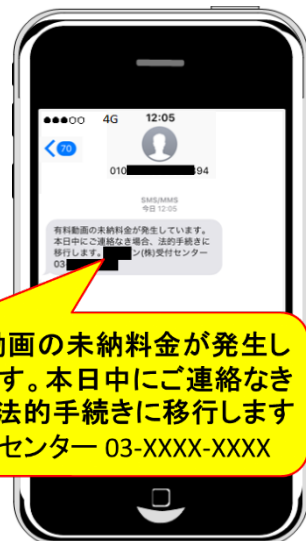 4G 12:05
70
010 394
SMS/MMS
今日 12:05
有料動画の未納料金が発生しています。
本日中にご連絡なき場合、法的手続きに
移行します。 ン(株)受付センター
03
動画の未納料金が発生し
す。本日中にご連絡なき
法的手続きに移行します
センター 03-XXXX-XXXX